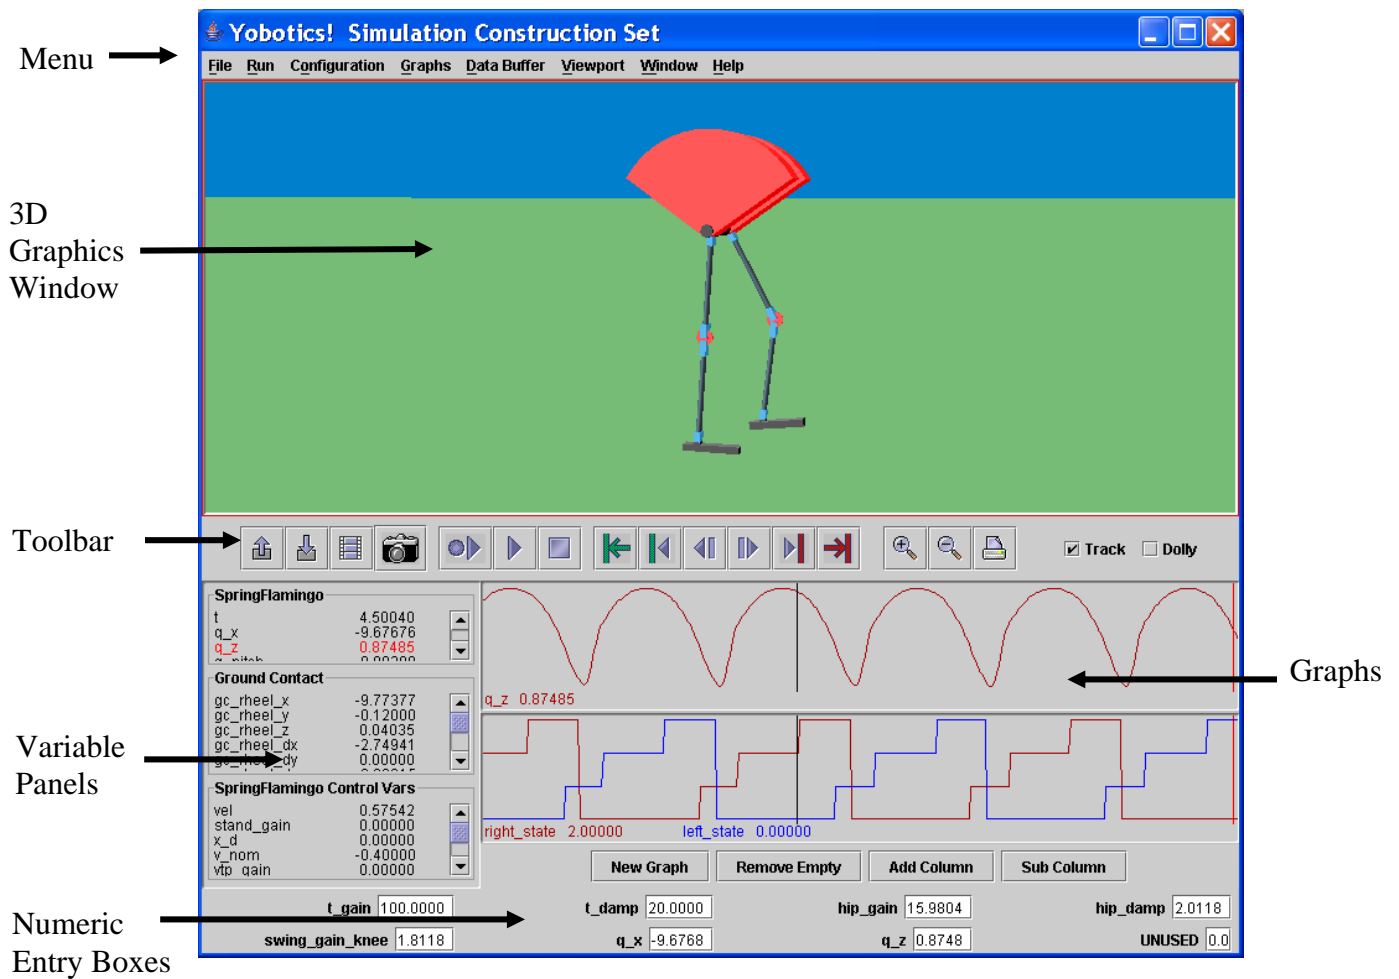 Yobotics! Simulation Construction Set
Menu
File Run Configuration Graphs Data Buffer Viewport Window Help
3D
Graphics
Window
Toolbar
Track Dolly
SpringFlamingo
t 4.50040
q_x -9.67676
q_z 0.87485
Ground Contact
gc_rheel_x -9.77377
gc_rheel_y -0.12000
gc_rheel_z 0.04035
gc_rheel_dx -2.74941
gc_rheel_dy 0.00000
SpringFlamingo Control Vars
vel 0.57542
stand_gain 0.00000
x_d 0.00000
v_nom -0.40000
vtp_gain 0.00000
q_z 0.87485
Graphs
right_state 2.00000 left_state 0.00000
Variable
Panels
New Graph Remove Empty Add Column Sub Column
t_gain 100.0000 t_damp 20.0000 hip_gain 15.9804 hip_damp 2.0118
swing_gain_knee 1.8118 q_x -9.6768 q_z 0.8748 UNUSED 0.0
Numeric
Entry Boxes